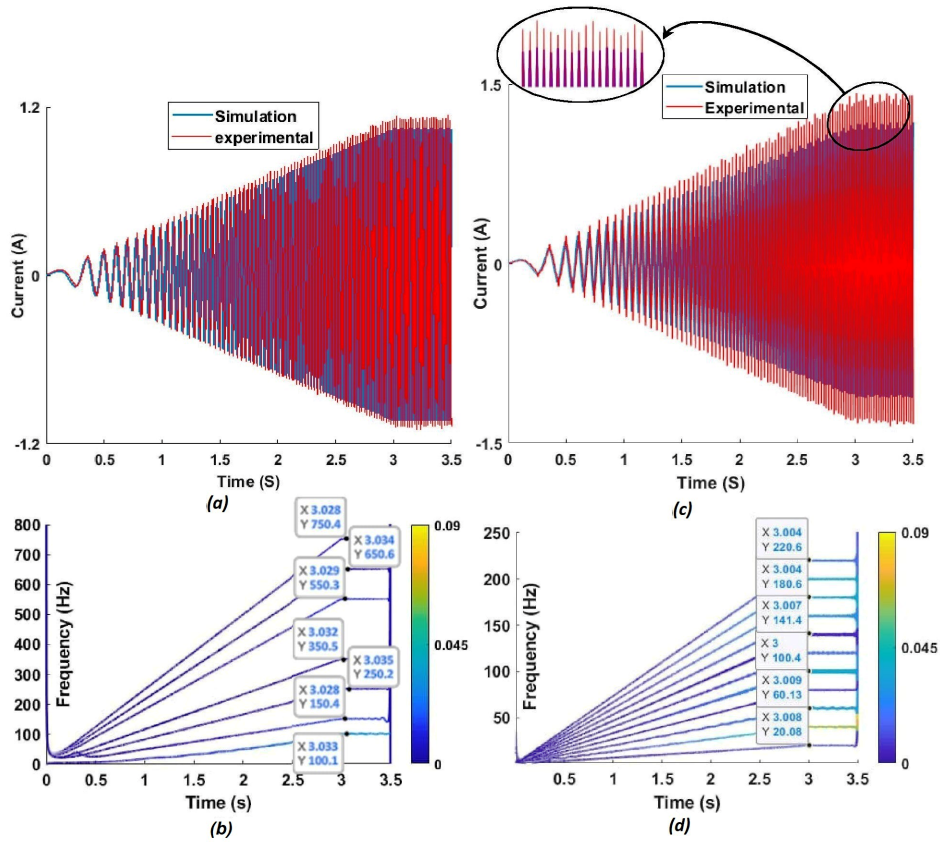 1.2
Simulation
experimental
Current (A)
0
-1.2
0 0.5 1 1.5 2 2.5 3 3.5
Time (S)
(a)
1.5
Simulation
Experimental
Current (A)
0
-1.5
0 0.5 1 1.5 2 2.5 3 3.5
Time (S)
(c)
800
700
600
500
400
300
200
100
0
Frequency (Hz)
X 3.028
Y 750.4
X 3.034
Y 650.6
X 3.029
Y 550.3
X 3.032
Y 350.5
X 3.035
Y 250.2
X 3.028
Y 150.4
X 3.033
Y 100.1
0 0.5 1 1.5 2 2.5 3 3.5
Time (s)
0.09
0.045
0
(b)
250
200
150
100
50
Frequency (Hz)
X 3.004
Y 220.6
X 3.004
Y 180.6
X 3.007
Y 141.4
X 3
Y 100.4
X 3.009
Y 60.13
X 3.008
Y 20.08
0.5 1 1.5 2 2.5 3 3.5
Time (s)
0.09
0.045
0
(d)